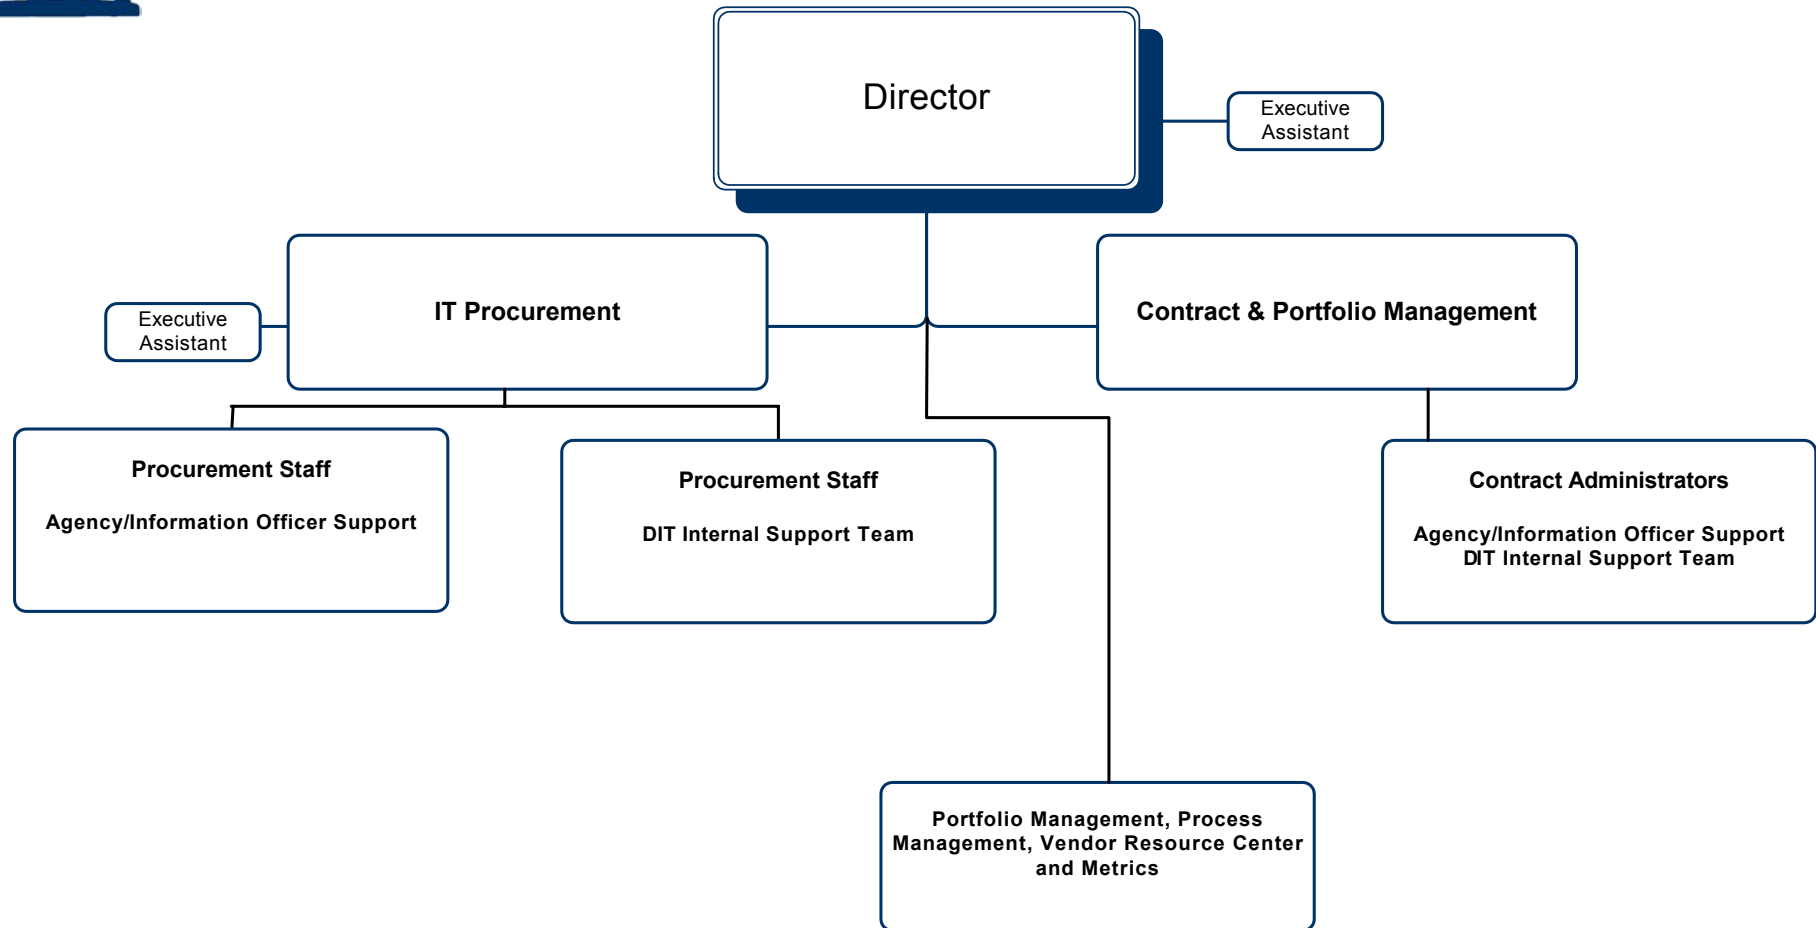 Director
Executive
Assistant
IT Procurement
Contract & Portfolio Management
Executive
Assistant
Procurement Staff
Agency/Information Officer Support
Procurement Staff
DIT Internal Support Team
Contract Administrators
Agency/Information Officer Support
DIT Internal Support Team
Portfolio Management, Process
Management, Vendor Resource Center
and Metrics